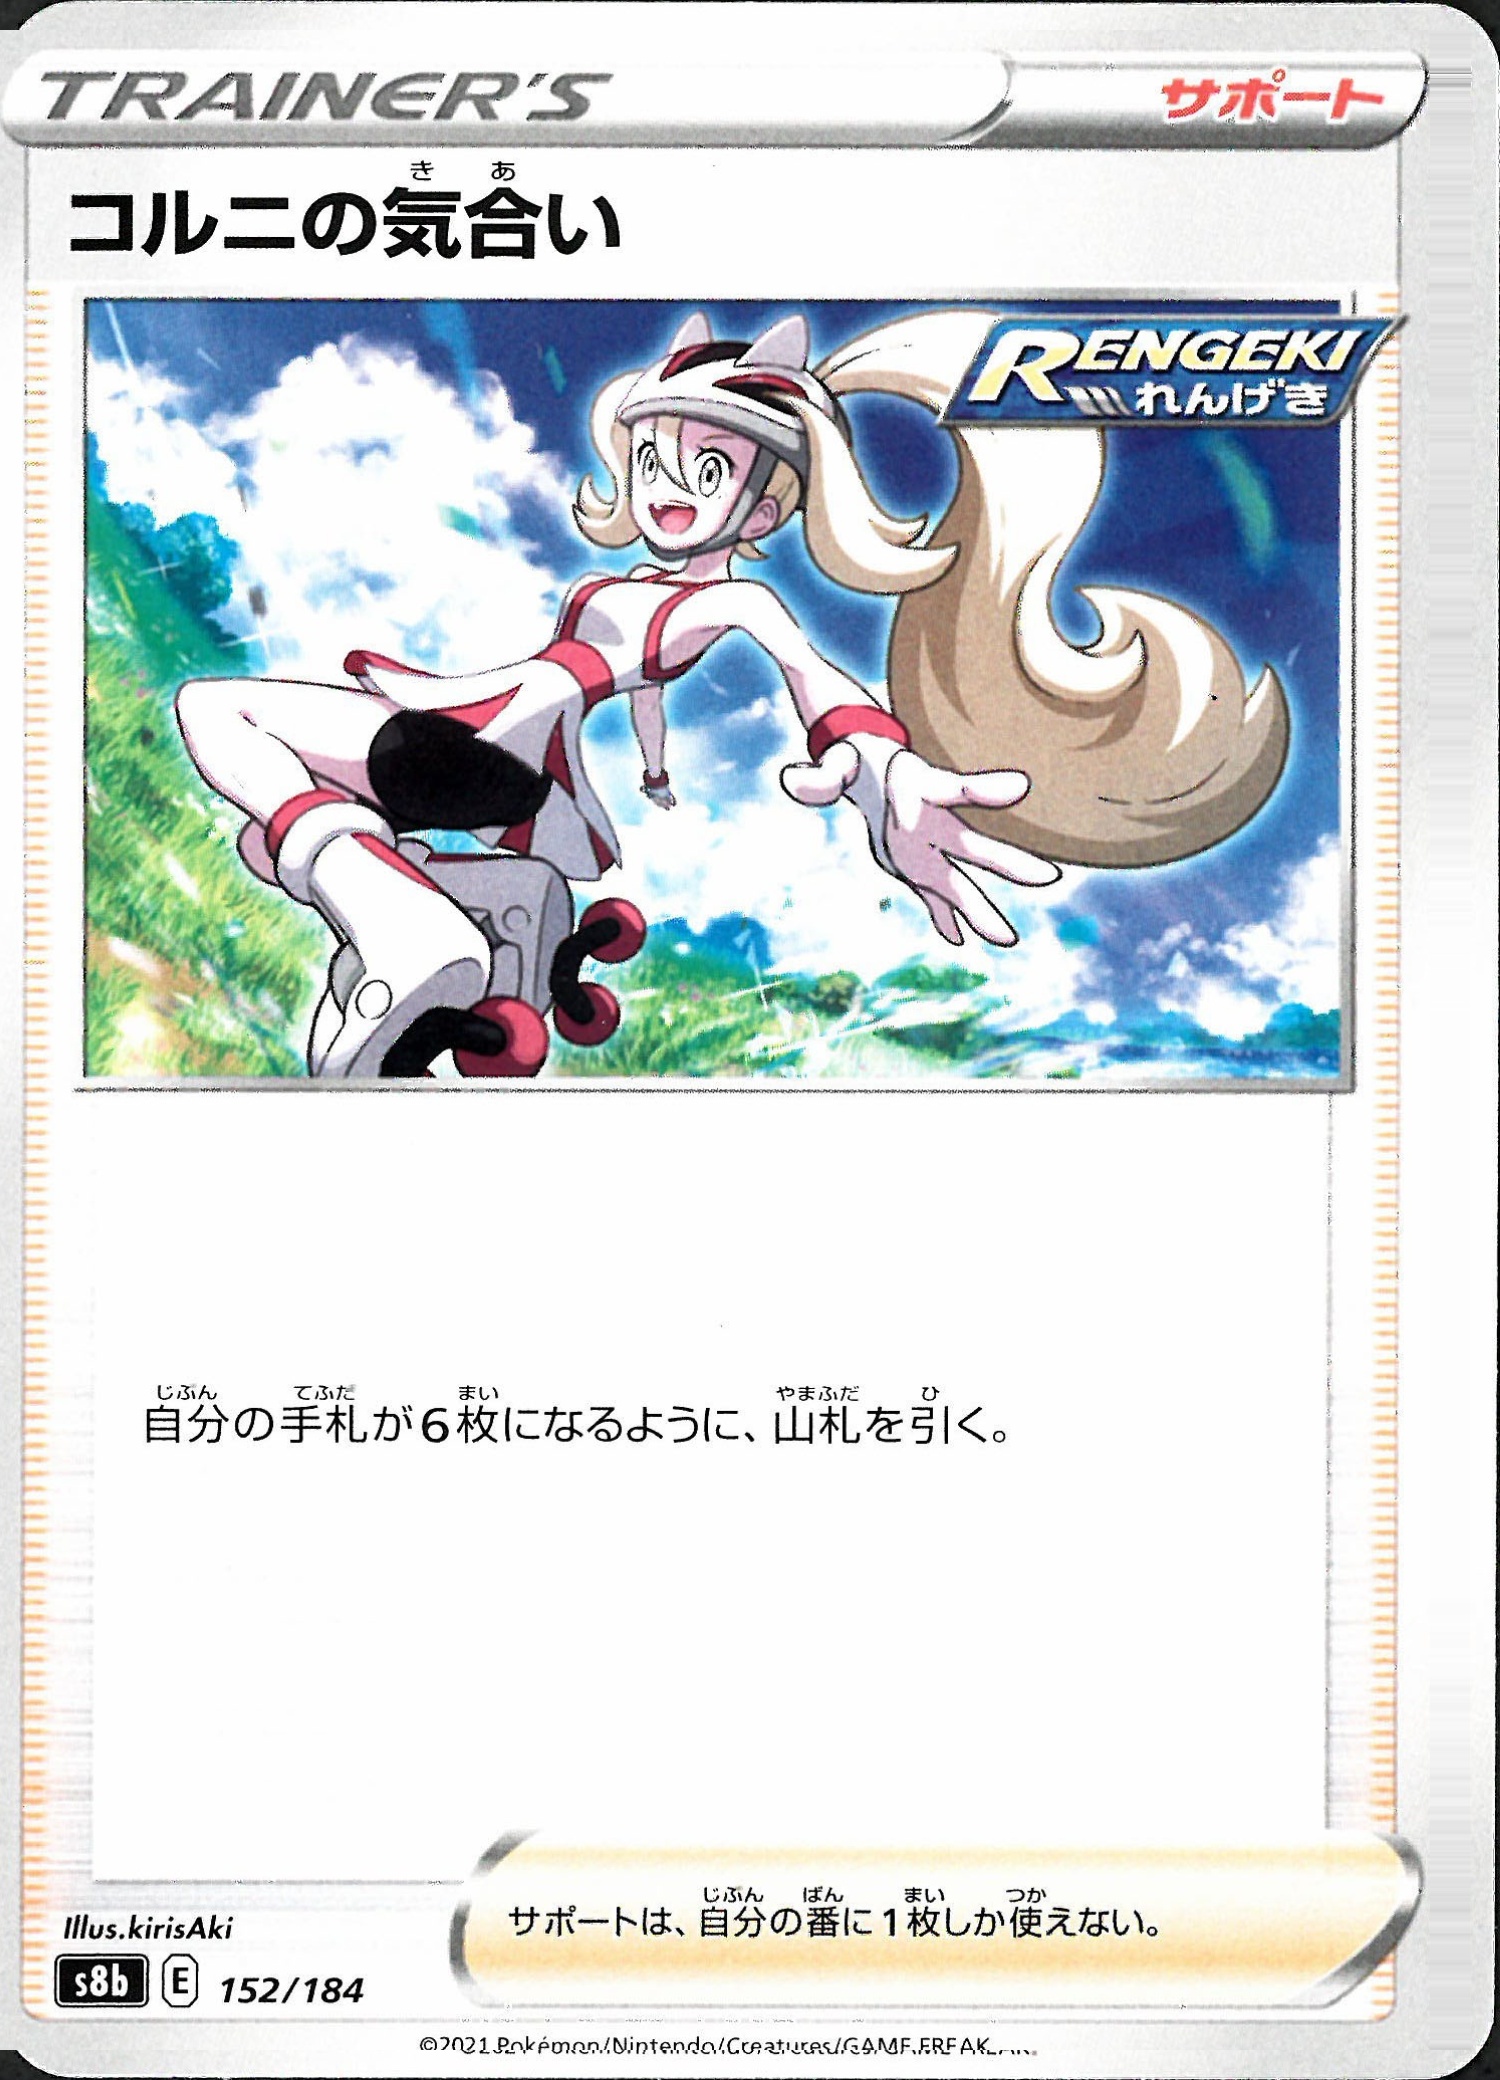 TRAINER'S
サポート
きあ
コルニの気合い
RENGEKI
れんげき
じぶん てふだ まい やまふだ ひ
自分の手札が6枚になるように、山札を引く。
じぶん ばん まい つか
サポートは、自分の番に1枚しか使えない。
Illus.kirisAki
s8b E 152/184
©2021 Pokémon/Nintendo/Creatures/GAME FREAK